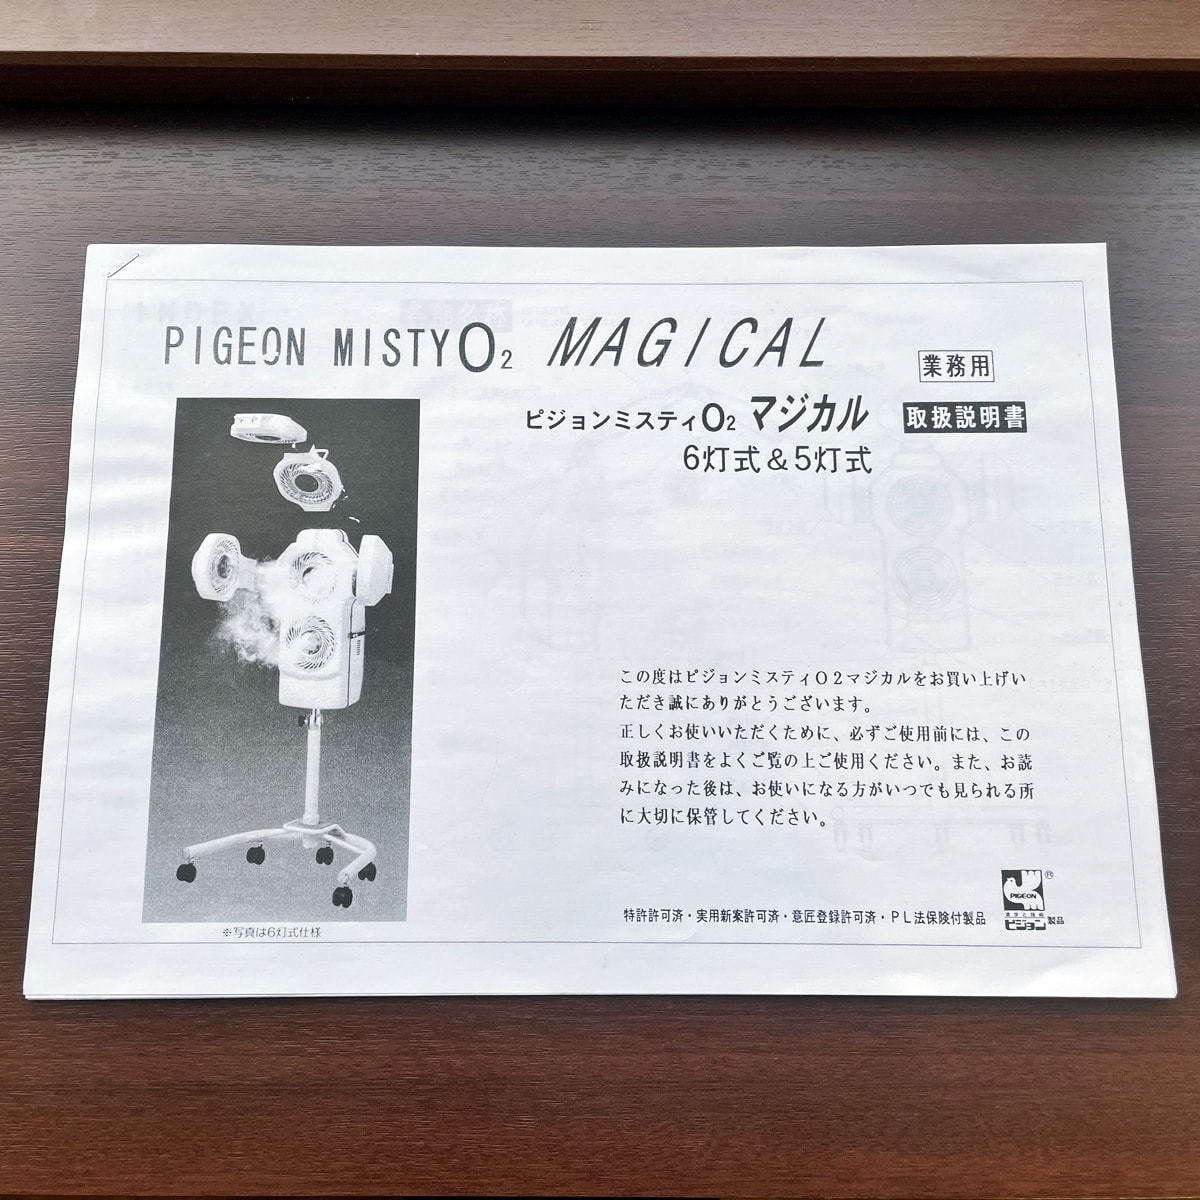 PIGEON MISTY O2 MAGICAL
業務用
ピジョンミスティO2 マジカル
取扱説明書
6灯式&5灯式
この度はピジョンミスティO2マジカルをお買い上げい
ただき誠にありがとうございます。
正しくお使いいただくために、必ずご使用前には、この
取扱説明書をよくご覧の上ご使用ください。また、お読
みになった後は、お使いになる方がいつでも見られる所
に大切に保管してください。
※写真は6灯式仕様
特許許可済・実用新案許可済・意匠登録許可済・PL法保険付製品
PIGEON
®
ピジョン製品